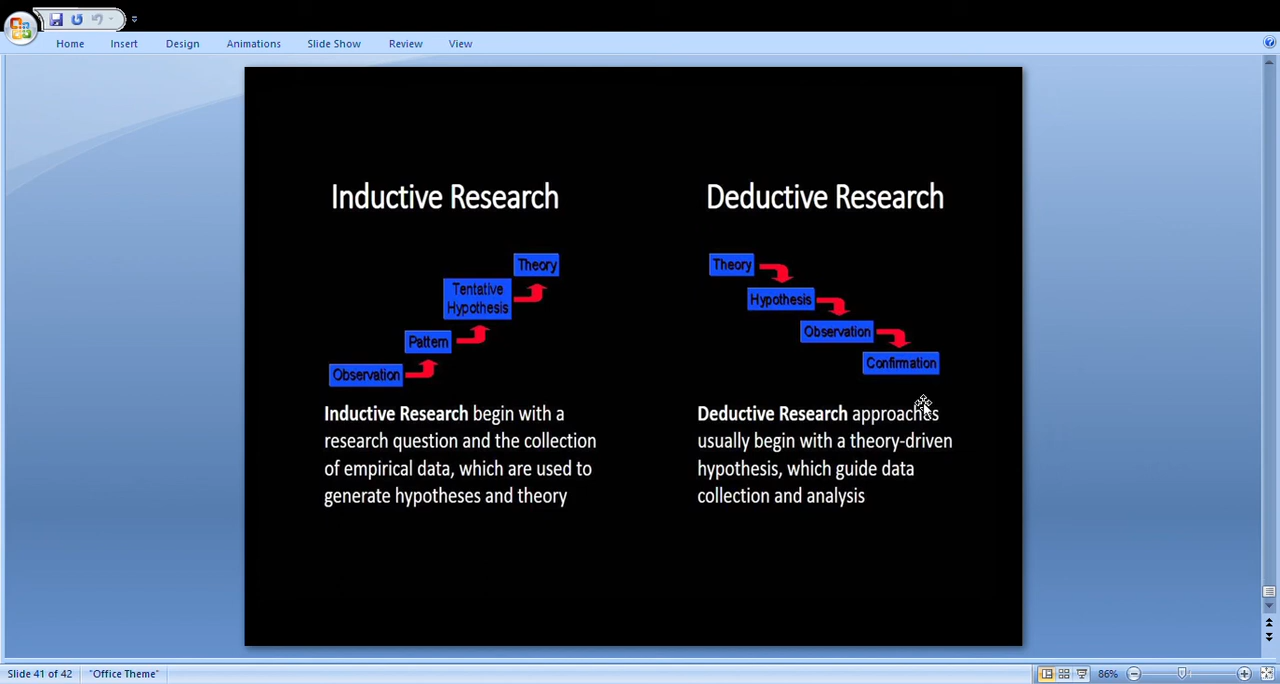 Home Insert Design Animations Slide Show Review View
Inductive Research
Theory
Tentative
Hypothesis
Pattern
Observation
Inductive Research begin with a
research question and the collection
of empirical data, which are used to
generate hypotheses and theory
Deductive Research
Theory
Hypothesis
Observation
Confirmation
Deductive Research approaches
usually begin with a theory-driven
hypothesis, which guide data
collection and analysis
Slide 41 of 42 "Office Theme" 86%